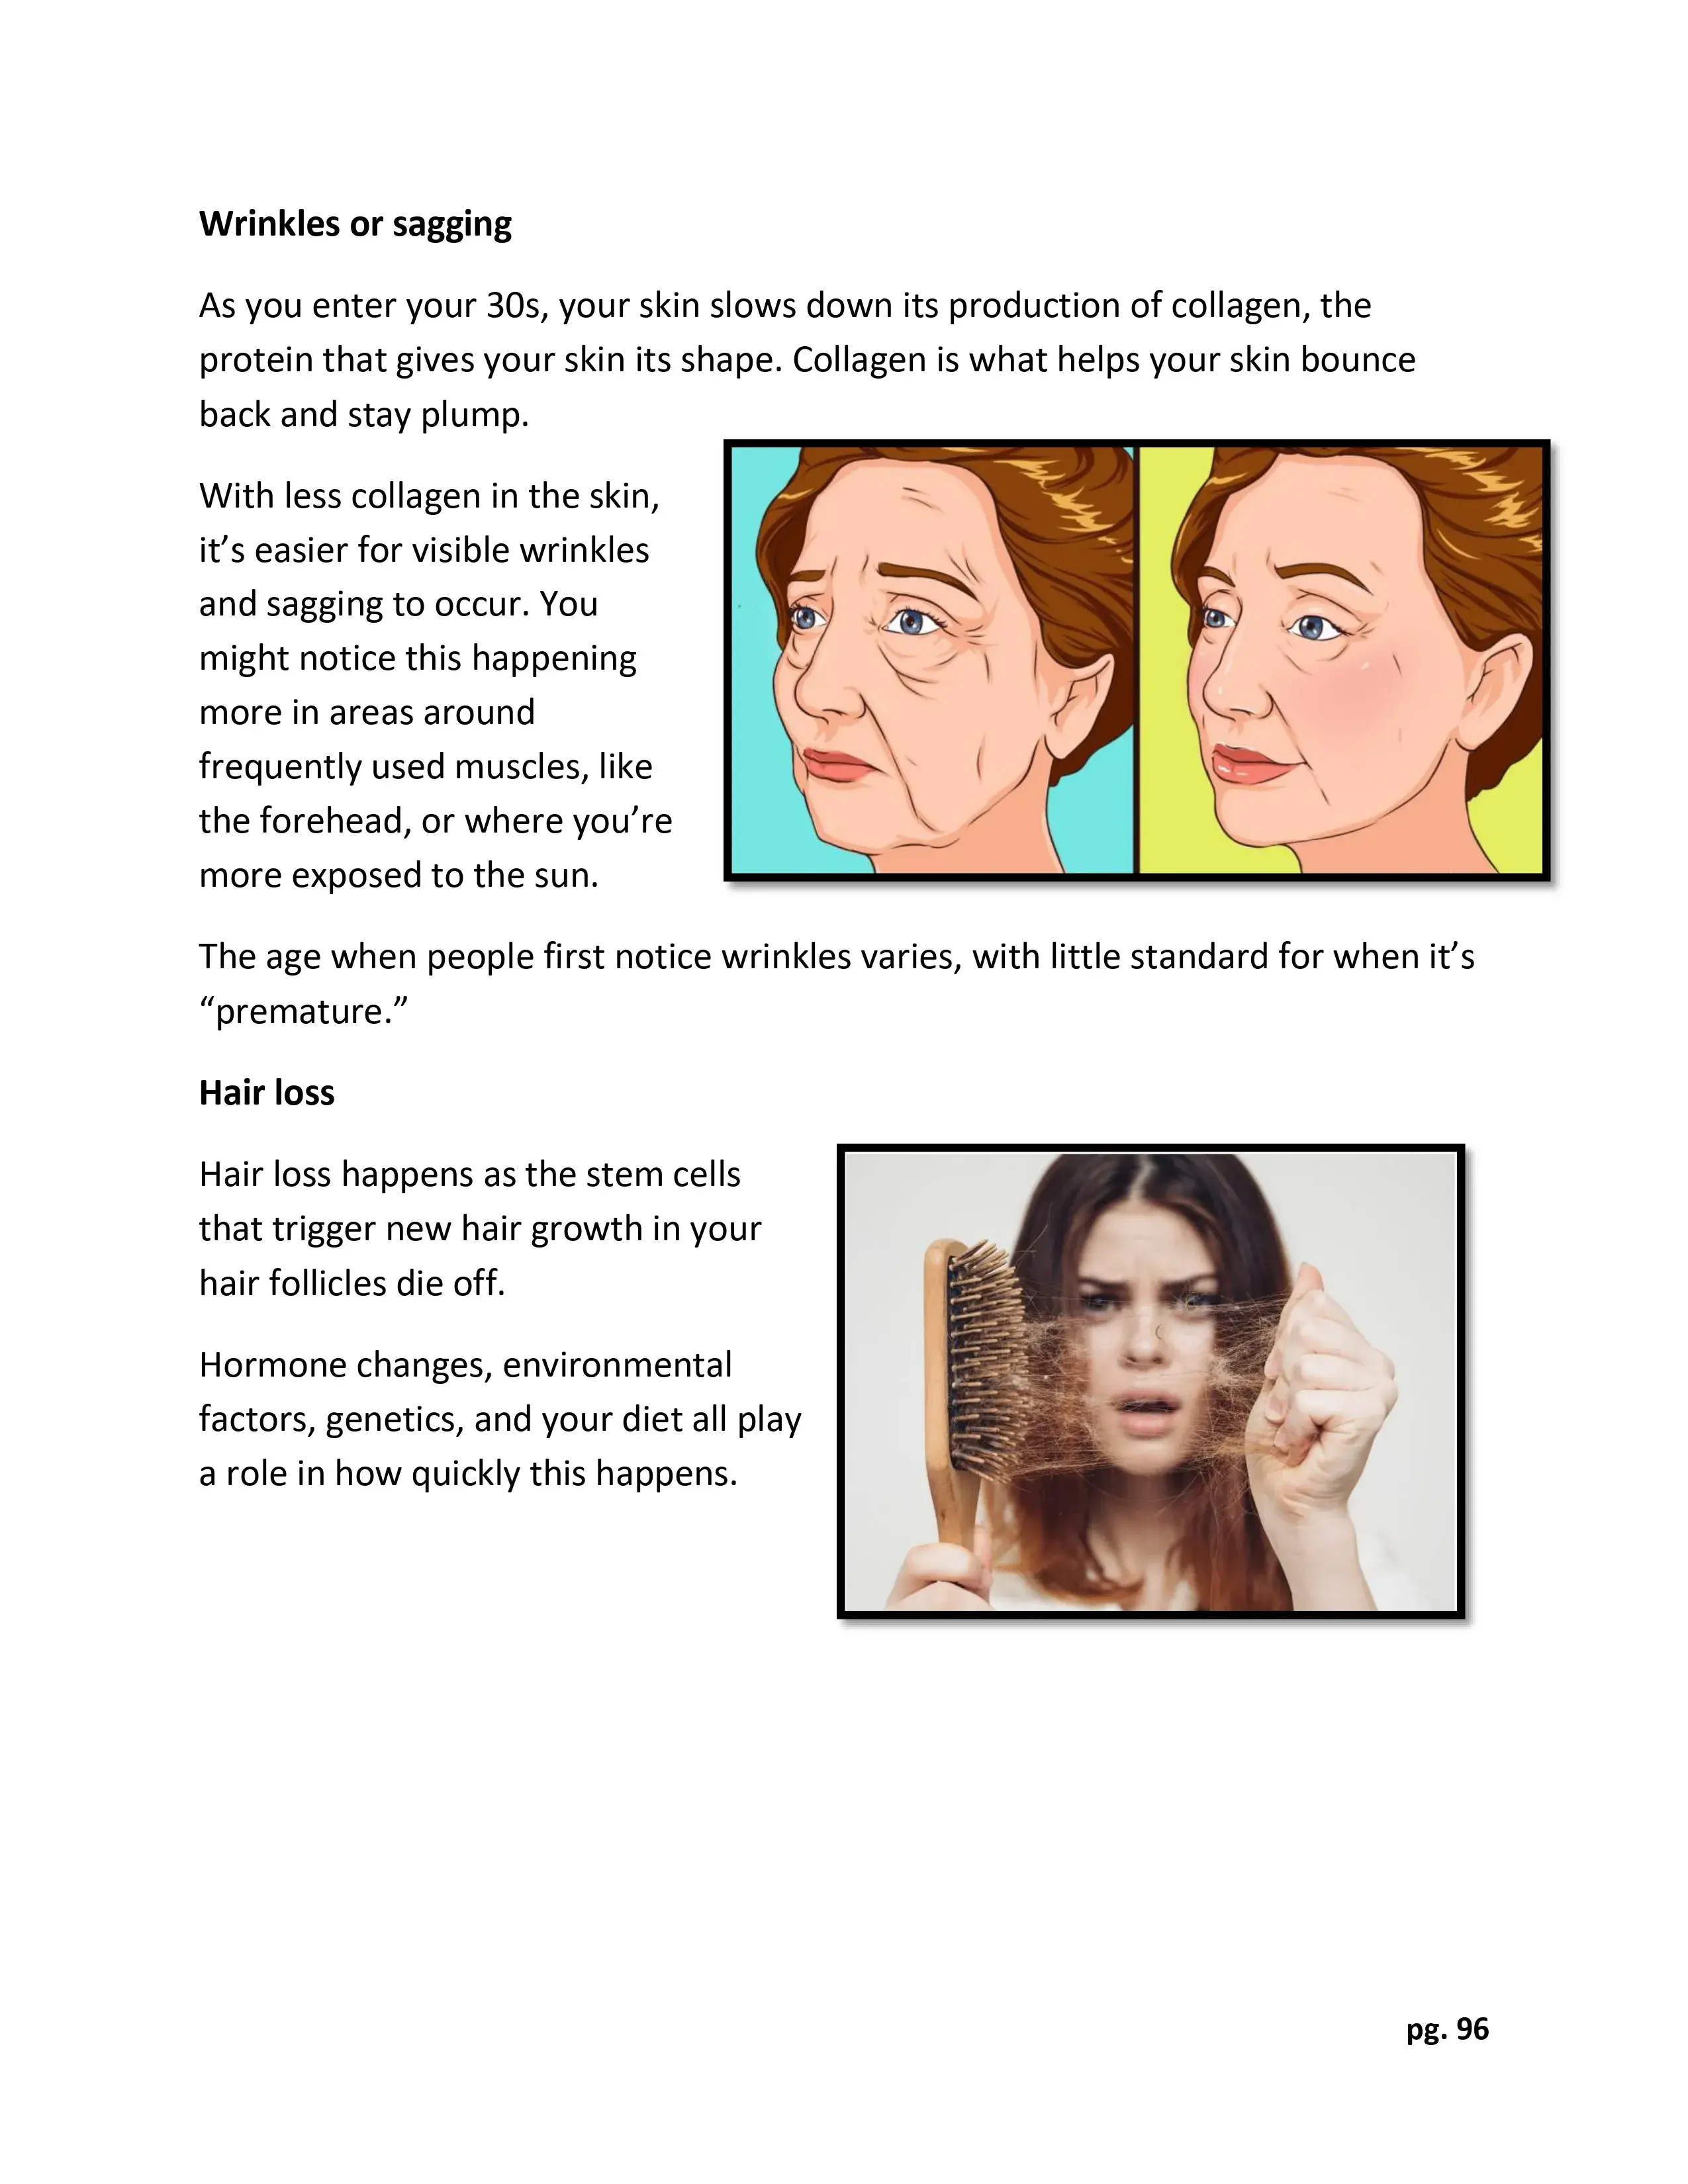 Wrinkles or sagging
As you enter your 30s, your skin slows down its production of collagen, the
protein that gives your skin its shape. Collagen is what helps your skin bounce
back and stay plump.
With less collagen in the skin,
it’s easier for visible wrinkles
and sagging to occur. You
might notice this happening
more in areas around
frequently used muscles, like
the forehead, or where you’re
more exposed to the sun.
The age when people first notice wrinkles varies, with little standard for when it’s
“premature.”
Hair loss
Hair loss happens as the stem cells
that trigger new hair growth in your
hair follicles die off.
Hormone changes, environmental
factors, genetics, and your diet all play
a role in how quickly this happens.
pg. 96